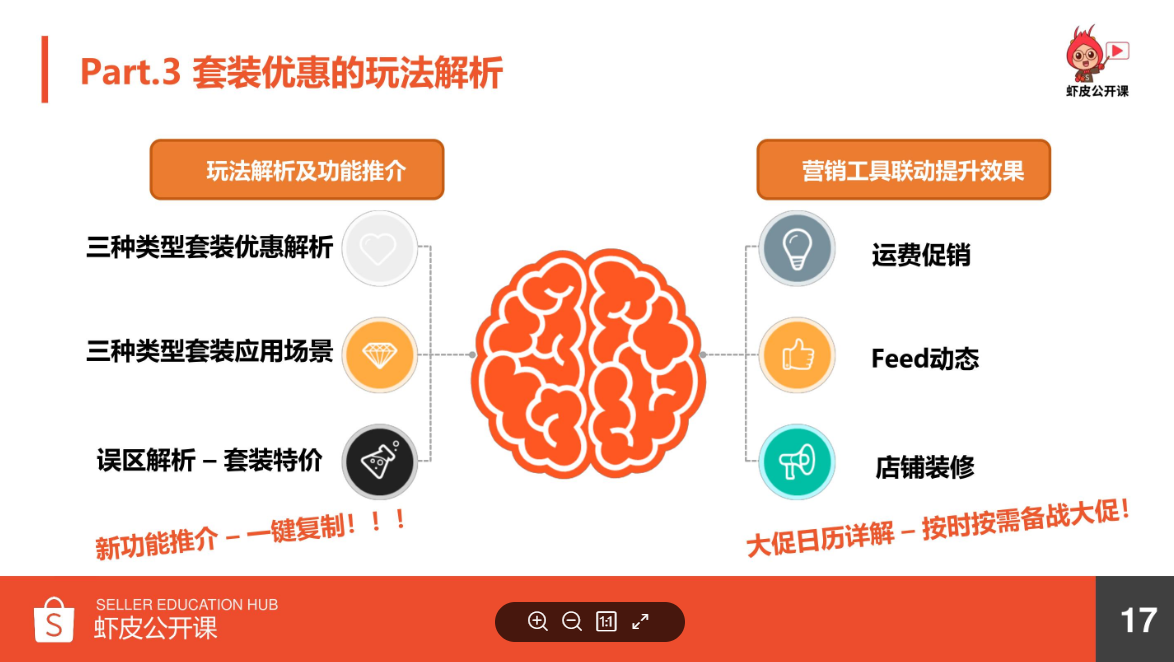 Part.3 套装优惠的玩法解析
虾皮公开课
玩法解析及功能推介
三种类型套装优惠解析
三种类型套装应用场景
误区解析 – 套装特价
新功能推介 – 一键复制！！！
营销工具联动提升效果
运费促销
Feed动态
店铺装修
大促日历详解 – 按时按需备战大促！
S
SELLER EDUCATION HUB
虾皮公开课
1:1
17